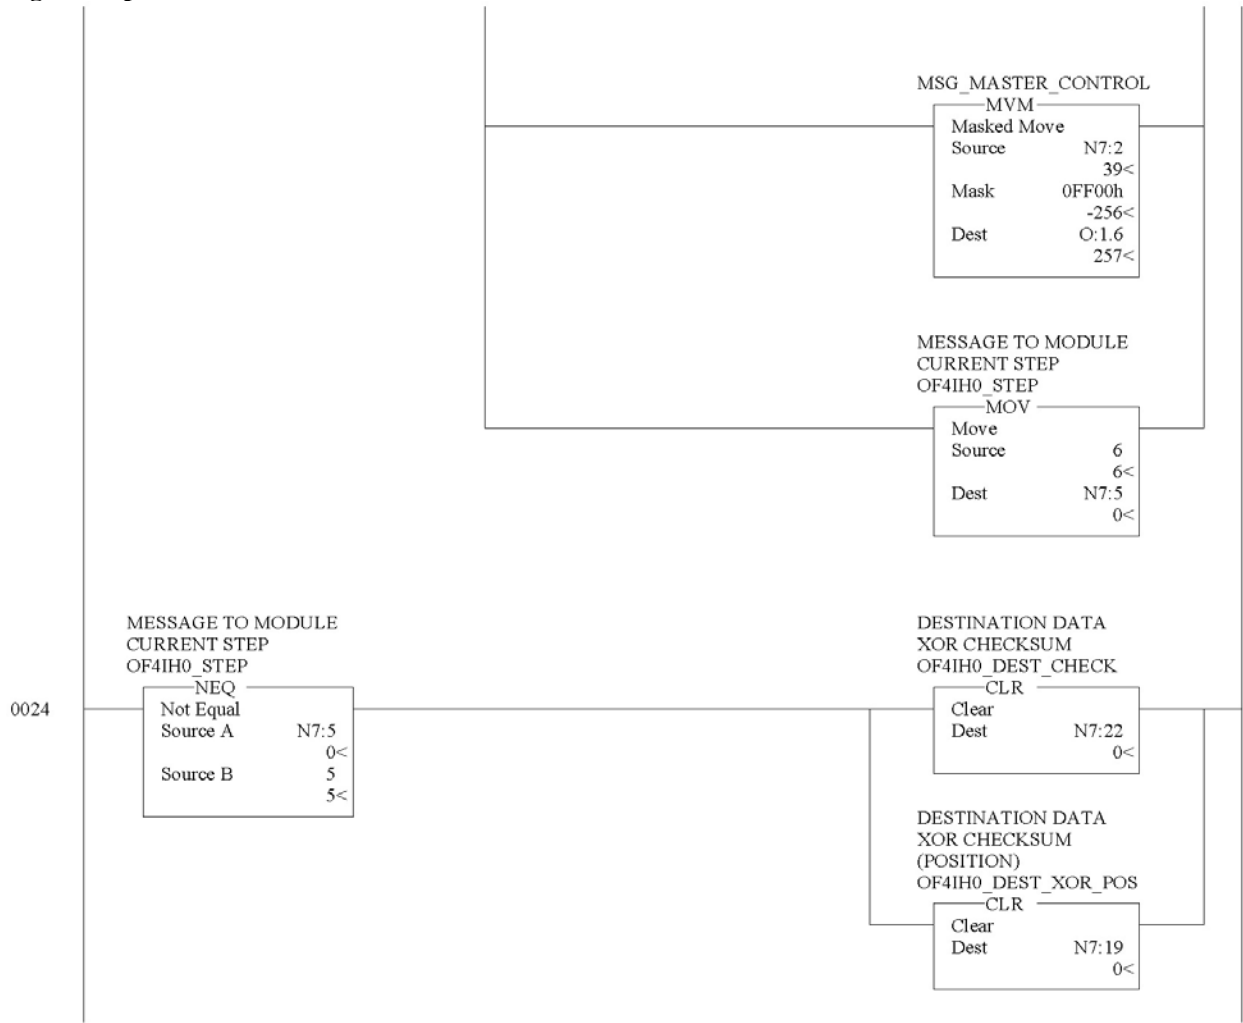 MSG_MASTER_CONTROL
MVM
Masked Move
Source N7:2
39<
Mask 0FF00h
-256<
Dest O:1.6
257<
MESSAGE TO MODULE
CURRENT STEP
OF4IH0_STEP
MOV
Move
Source 6
6<
Dest N7:5
0<
MESSAGE TO MODULE
CURRENT STEP
OF4IH0_STEP
NEQ
0024
Not Equal
Source A N7:5
0<
Source B 5
5<
DESTINATION DATA
XOR CHECKSUM
OF4IH0_DEST_CHECK
CLR
Clear
Dest N7:22
0<
DESTINATION DATA
XOR CHECKSUM
(POSITION)
OF4IH0_DEST_XOR_POS
CLR
Clear
Dest N7:19
0<